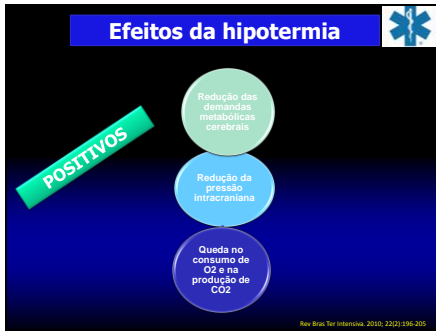 Efeitos da hipotermia
POSITIVOS
Redução das
demandas
metabólicas
cerebrais
Redução da
pressão
intracraniana
Queda no
consumo de
O2 e na
produção de
CO2
Rev Bras Ter Intensiva. 2010; 22(2):196-205